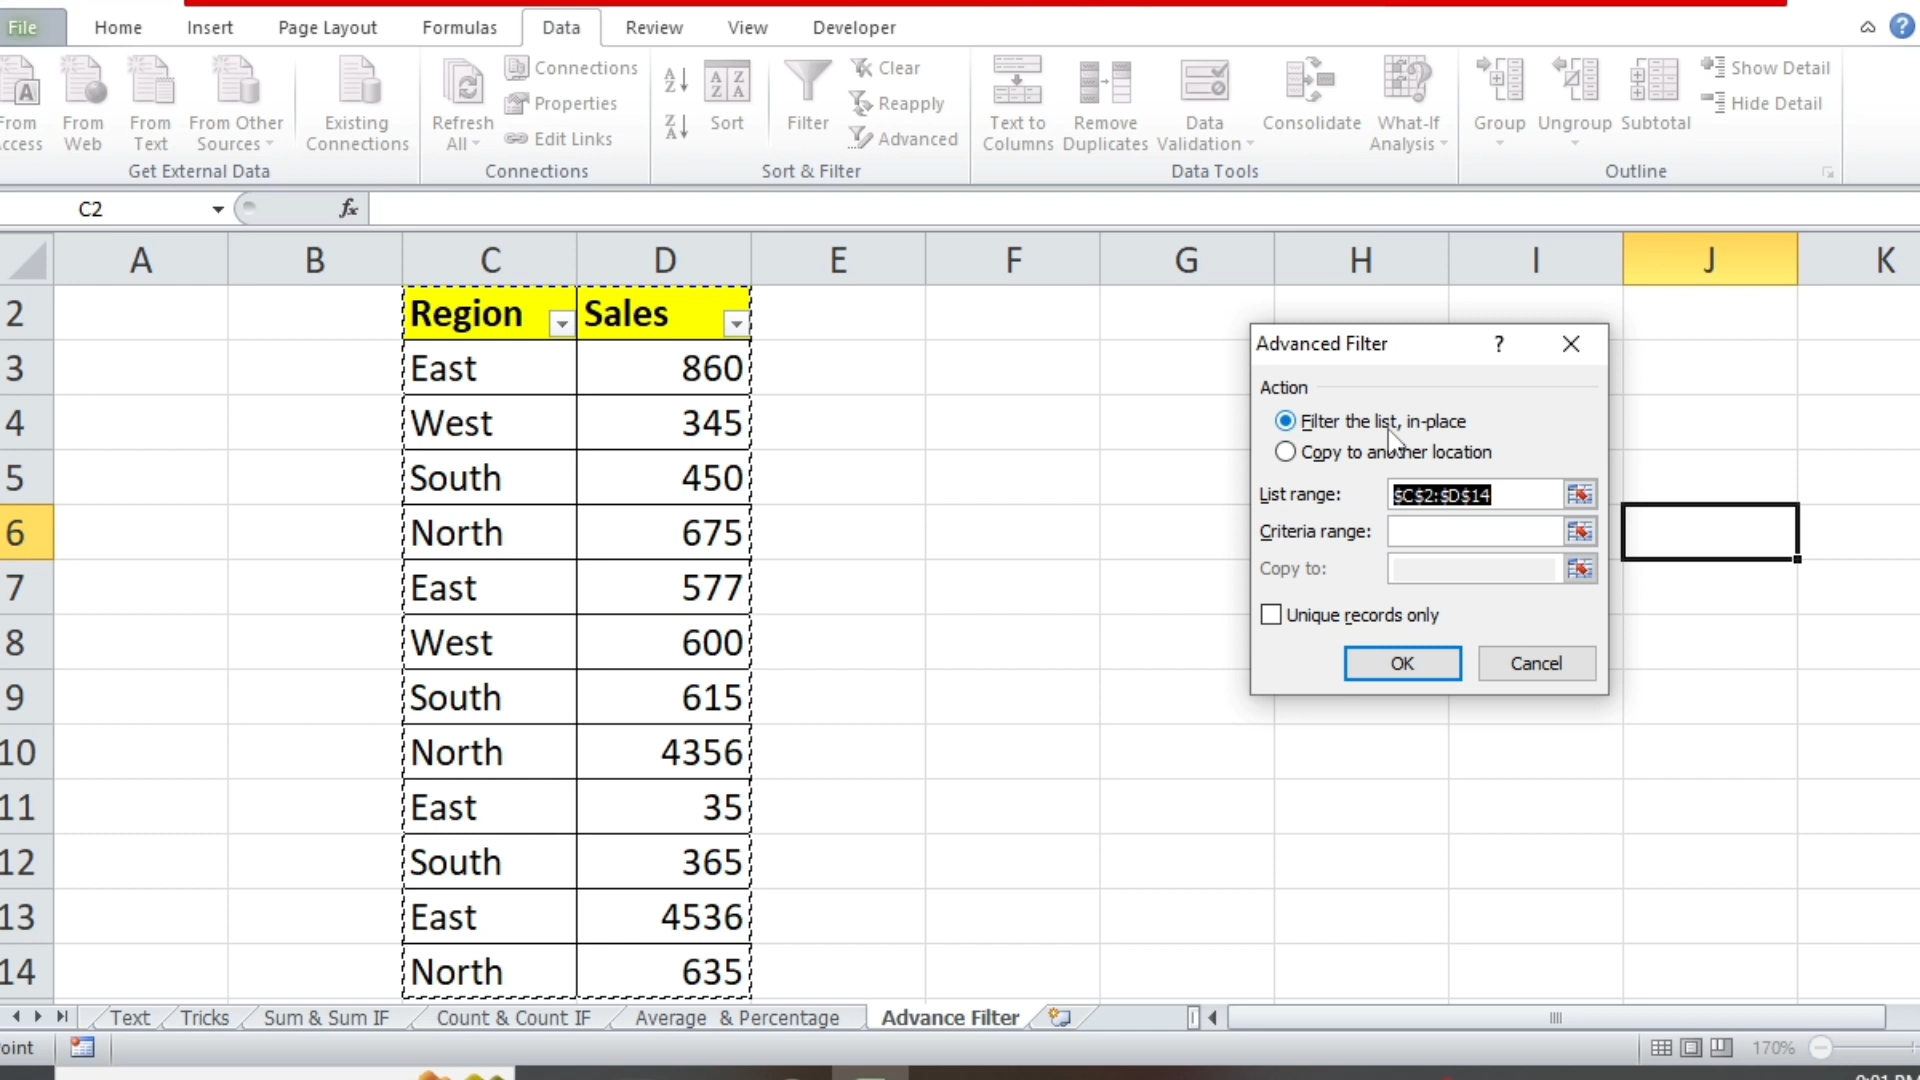 File Home Insert Page Layout Formulas Data Review View Developer ?
From Access From Web From Text From Other Sources Existing Connections Refresh All Connections Properties Edit Links Sort Filter Clear Reapply Advanced Text to Columns Remove Duplicates Data Validation Consolidate What-If Analysis Group Ungroup Subtotal Show Detail Hide Detail
Get External Data Connections Sort & Filter Data Tools Outline
C2 fx
A B C D E F G H I J K
2 Region Sales
3 East 860
4 West 345
5 South 450
6 North 675
7 East 577
8 West 600
9 South 615
10 North 4356
11 East 35
12 South 365
13 East 4536
14 North 635
Advanced Filter ?
Action
Filter the list, in-place
Copy to another location
List range: $C$2:$D$14
Criteria range:
Copy to:
Unique records only
OK Cancel
Text Tricks Sum & Sum IF Count & Count IF Average & Percentage Advance Filter
170%